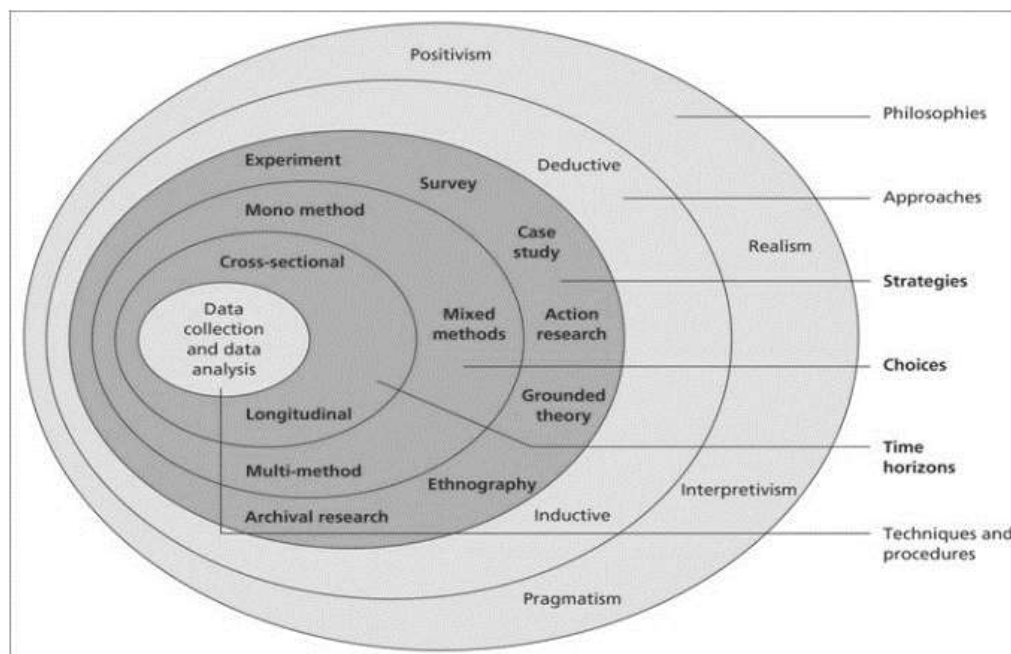 Positivism
Philosophies
Deductive
Experiment
Survey
Approaches
Mono method
Case
study
Realism
Cross-sectional
Strategies
Data
collection
and data
analysis
Mixed
methods
Action
research
Choices
Grounded
theory
Longitudinal
Time
horizons
Multi-method
Ethnography
Interpretivism
Archival research
Inductive
Techniques and
procedures
Pragmatism